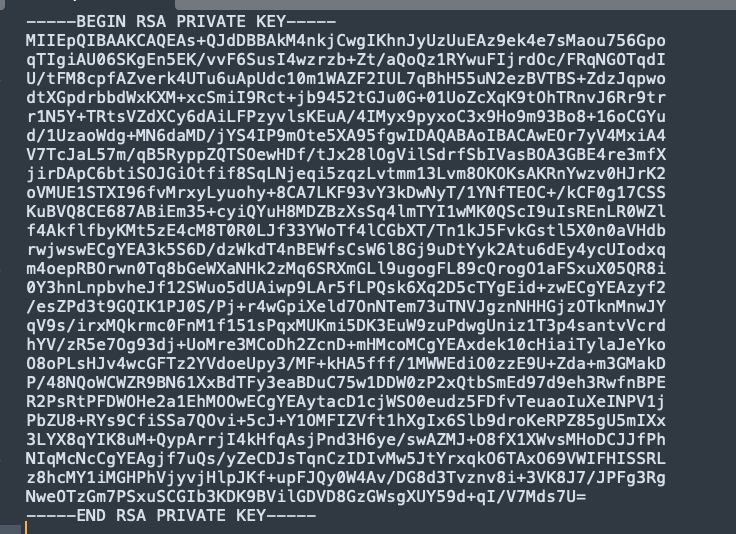 -----BEGIN RSA PRIVATE KEY-----
MIIEpQIBAAKCAQEAs+QJdDBBAkM4nkjCwgIKhnJyUzUuEAz9ek4e7sMaou756Gpo
qTIgiAU06SKgEn5EK/vvF6SusI4wzrzb+Zt/aQoQz1RYwuFIjrdOc/FRqNGOTqdI
U/tFM8cpfAZverk4UTu6uApUdc10m1WAZF2IUL7qBhH55uN2ezBVTBS+ZdzJqpwo
dtXGpdrbbdWxKXM+xcSmiI9Rct+jb9452tGJu0G+01UoZcXqK9tOhTRnvJ6Rr9tr
r1N5Y+TRtsVZdXCy6dAiLFPzyvlsKEuA/4IMyx9pyxoC3x9Ho9m93Bo8+16oCGYu
d/1UzaoWdg+MN6daMD/jYS4IP9mOte5XA95fgwIDAQABAoIBACAwEOr7yV4MxiA4
V7TcJaL57m/qB5RyppZQTSOewHDf/tJx28lOgVilSdrfSbIVasBOA3GBE4re3mfX
jirDApC6btiSOJGiOtfif8SqLNjeqi5zqzLvtmm13Lvm8OKOKsAKRnYwzv0HJrK2
oVMUE1STXI96fvMrxyLyuohy+8CA7LKF93vY3kDwNyT/1YNfTEOC+/kCF0g17CSS
KuBVQ8CE687ABiEm35+cyiQYuH8MDZBzXsSq4lmTYI1wMK0QScI9uIsREnLR0WZl
f4AkflfbyKMt5zE4cM8T0R0LJf33YWoTf4lCGbXT/Tn1kJ5FvkGstl5X0n0aVHdb
rwjwswECgYEA3k5S6D/dzWkdT4nBEWfsCsW6l8Gj9uDtYyk2Atu6dEy4ycUIodxq
m4oepRBOrwn0Tq8bGeWXaNHk2zMq6SRXmGLl9ugogFL89cQrogO1aFSxuX05QR8i
0Y3hnLnpbvheJf12SWuo5dUAiwp9LAr5fLPQsk6Xq2D5cTYgEid+zwECgYEAzyf2
/esZPd3t9GQIK1PJ0S/Pj+r4wGpiXeld7OnNTem73uTNVJgznNHHGjzOTknMnwJY
qV9s/irxMQkrmc0FnM1f151sPqxMUKmi5DK3EuW9zuPdwgUniz1T3p4santvVcrd
hYV/zR5e7Og93dj+UoMre3MCoDh2ZcnD+mHMcoMCgYEAxdek10cHiaiTylaJeYko
O8oPLsHJv4wcGFTz2YVdoeUpy3/MF+kHA5fff/1MWWEdiO0zzE9U+Zda+m3GMakD
P/48NQoWCWZR9BN61XxBdTFy3eaBDuC75w1DDW0zP2xQtbSmEd97d9eh3RwfnBPE
R2PsRtPFDWOHe2a1EhMOOwECgYEAytacD1cjWSO0eudz5FDfvTeuaoIuXeINPV1j
PbZU8+RYs9CfiSSa7QOvi+5cJ+Y1OMFIZVft1hXgIx6Slb9droKeRPZ85gU5mIXx
3LYX8qYIK8uM+QypArrjI4kHfqAsjPnd3H6ye/swAZMJ+O8fX1XWvsMHoDCJJfPh
NIqMcNcCgYEAgjf7uQs/yZeCDJsTqnCzIDIvMw5JtYrxqkO6TAxO69VWIFHISSRL
z8hcMY1iMGHPhVjyvjHlpJKf+upFJQy0W4Av/DG8d3Tvznv8i+3VK8J7/JPFg3Rg
NweOTzGm7PSxuSCGIb3KDK9BVilGDVD8GzGWsgXUY59d+qI/V7Mds7U=
-----END RSA PRIVATE KEY-----